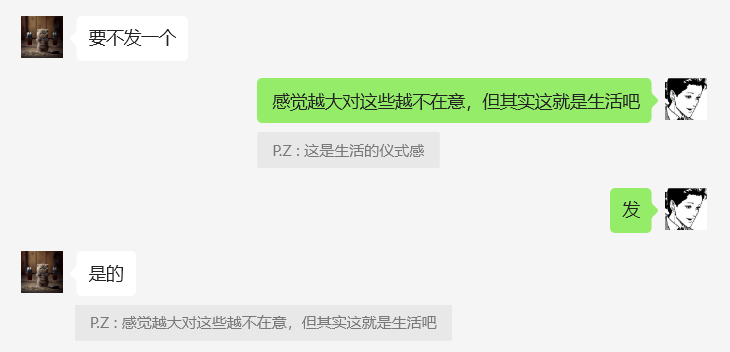 要不发一个
感觉越大对这些越不在意，但其实这就是生活吧
P.Z : 这是生活的仪式感
发
是的
P.Z : 感觉越大对这些越不在意，但其实这就是生活吧